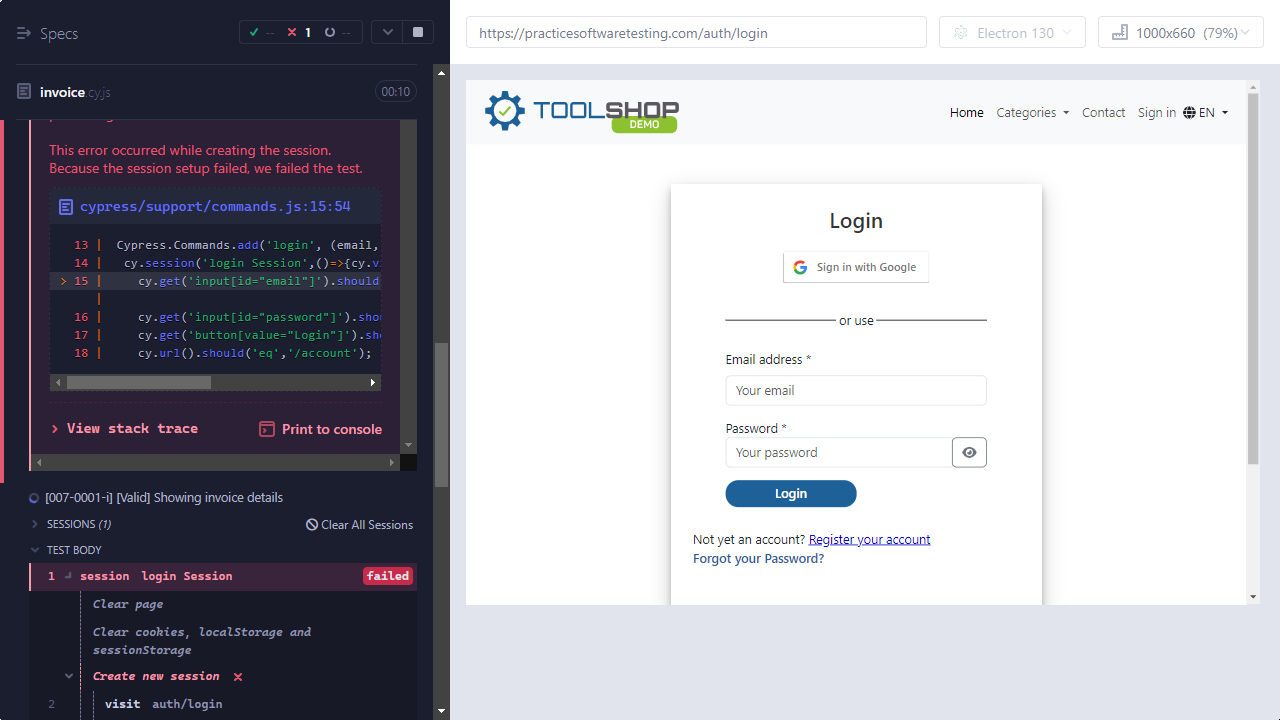 Specs
-- 1 --
invoice.cy.js
00:10
This error occurred while creating the session.
Because the session setup failed, we failed the test.
cypress/support/commands.js:15:54
13 | Cypress.Commands.add('login', (email,
14 | cy.session('login Session',()=>{cy.vi
> 15 | cy.get('input[id="email"]').should
|
16 | cy.get('input[id="password"]').shou
17 | cy.get('button[value="Login"]').sho
18 | cy.url().should('eq','/account');
View stack trace
Print to console
[007-0001-i] [Valid] Showing invoice details
SESSIONS (1)
Clear All Sessions
TEST BODY
1 session login Session failed
Clear page
Clear cookies, localStorage and
sessionStorage
Create new session
2 visit auth/login
https://practicesoftwaretesting.com/auth/login
Electron 130
1000x660 (79%)
TOOLSHOP
DEMO
Home Categories Contact Sign in EN
Login
Sign in with Google
or use
Email address *
Your email
Password *
Your password
Login
Not yet an account? Register your account
Forgot your Password?